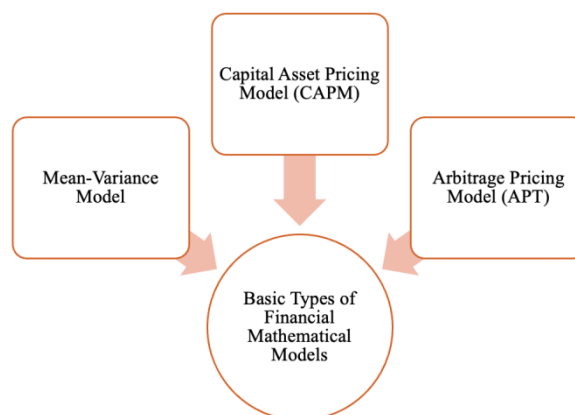 Capital Asset Pricing
Model (CAPM)
Mean-Variance
Model
Arbitrage Pricing
Model (APT)
Basic Types of
Financial
Mathematical
Models